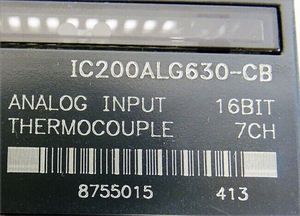 IC200ALG630-CB
ANALOG INPUT 16BIT
THERMOCOUPLE 7CH
8755015 413